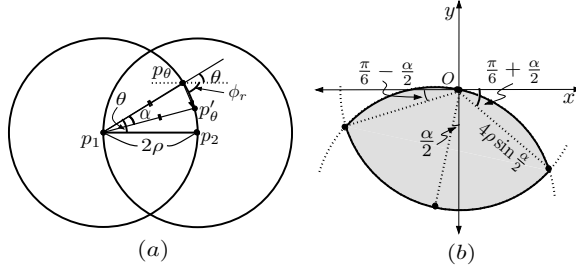 y
p_θ
θ
ϕ_r
θ
α
p'_θ
p_1
2ρ
p_2
(a)
π/6 − α/2
O
π/6 + α/2
x
α/2
4ρ sin α/2
(b)